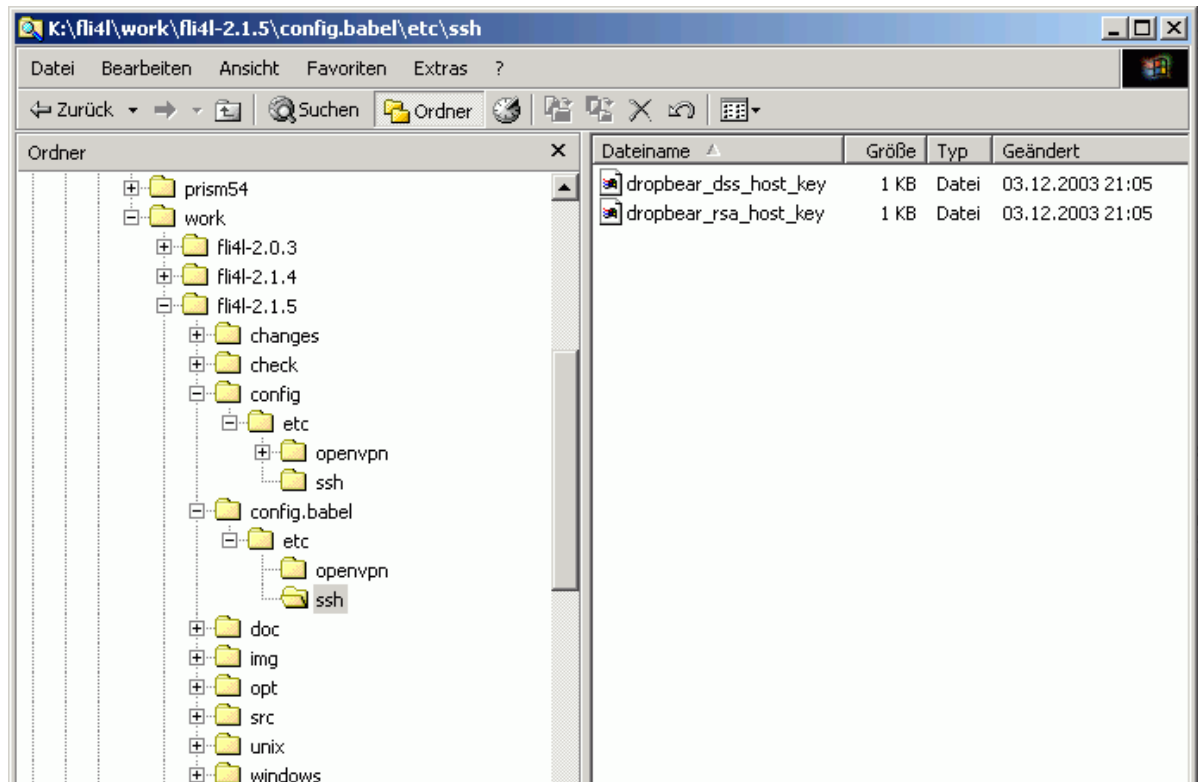 K:\fli4l\work\fli4l-2.1.5\config.babel\etc\ssh
Datei Bearbeiten Ansicht Favoriten Extras ?
Zurück Suchen Ordner
Ordner
prism54
work
fli4l-2.0.3
fli4l-2.1.4
fli4l-2.1.5
changes
check
config
etc
openvpn
ssh
config.babel
etc
openvpn
ssh
doc
img
opt
src
unix
windows
Dateiname Größe Typ Geändert
dropbear_dss_host_key 1 KB Datei 03.12.2003 21:05
dropbear_rsa_host_key 1 KB Datei 03.12.2003 21:05